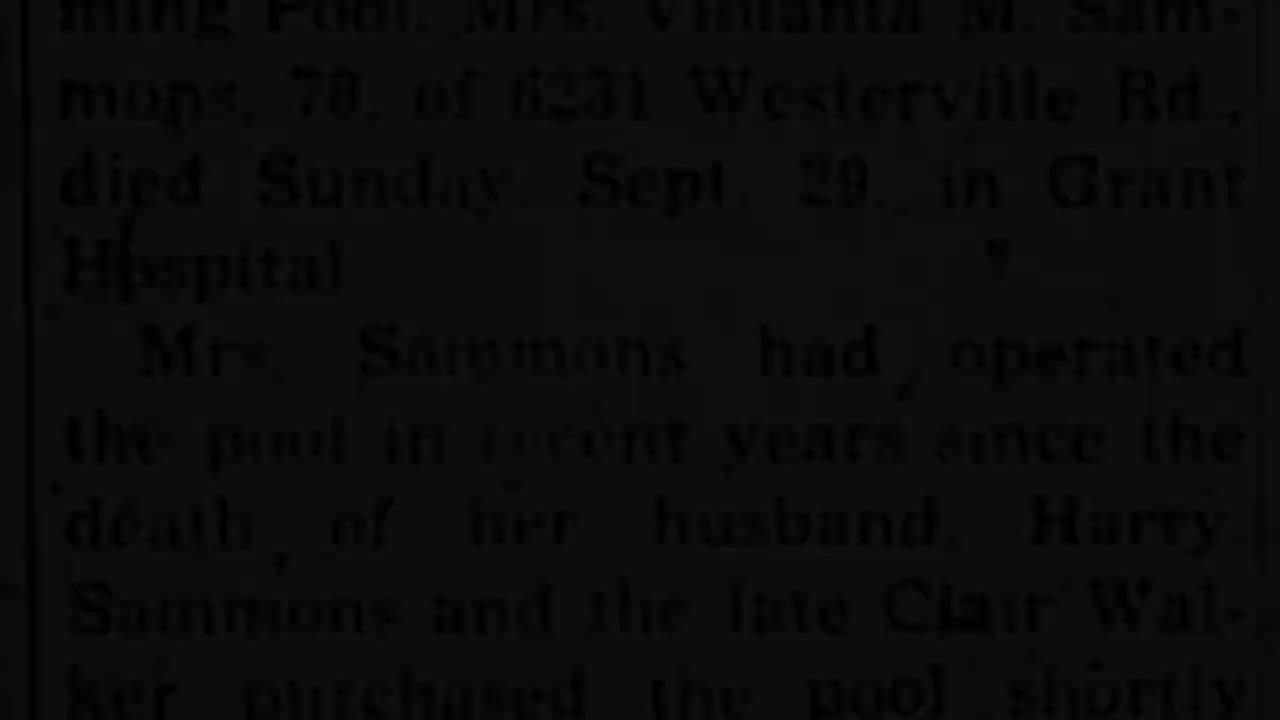 ming Pool, Mrs. M. Sam-
mons, 78, of 6231 Westerville Rd.,
died Sunday, Sept. 29., in Grant
Hospital
Mrs. Sammons had operated
the pool in recent years since the
death of her husband, Harry
Sammons and the late Clair Wal-
ker purchased the pool shortly